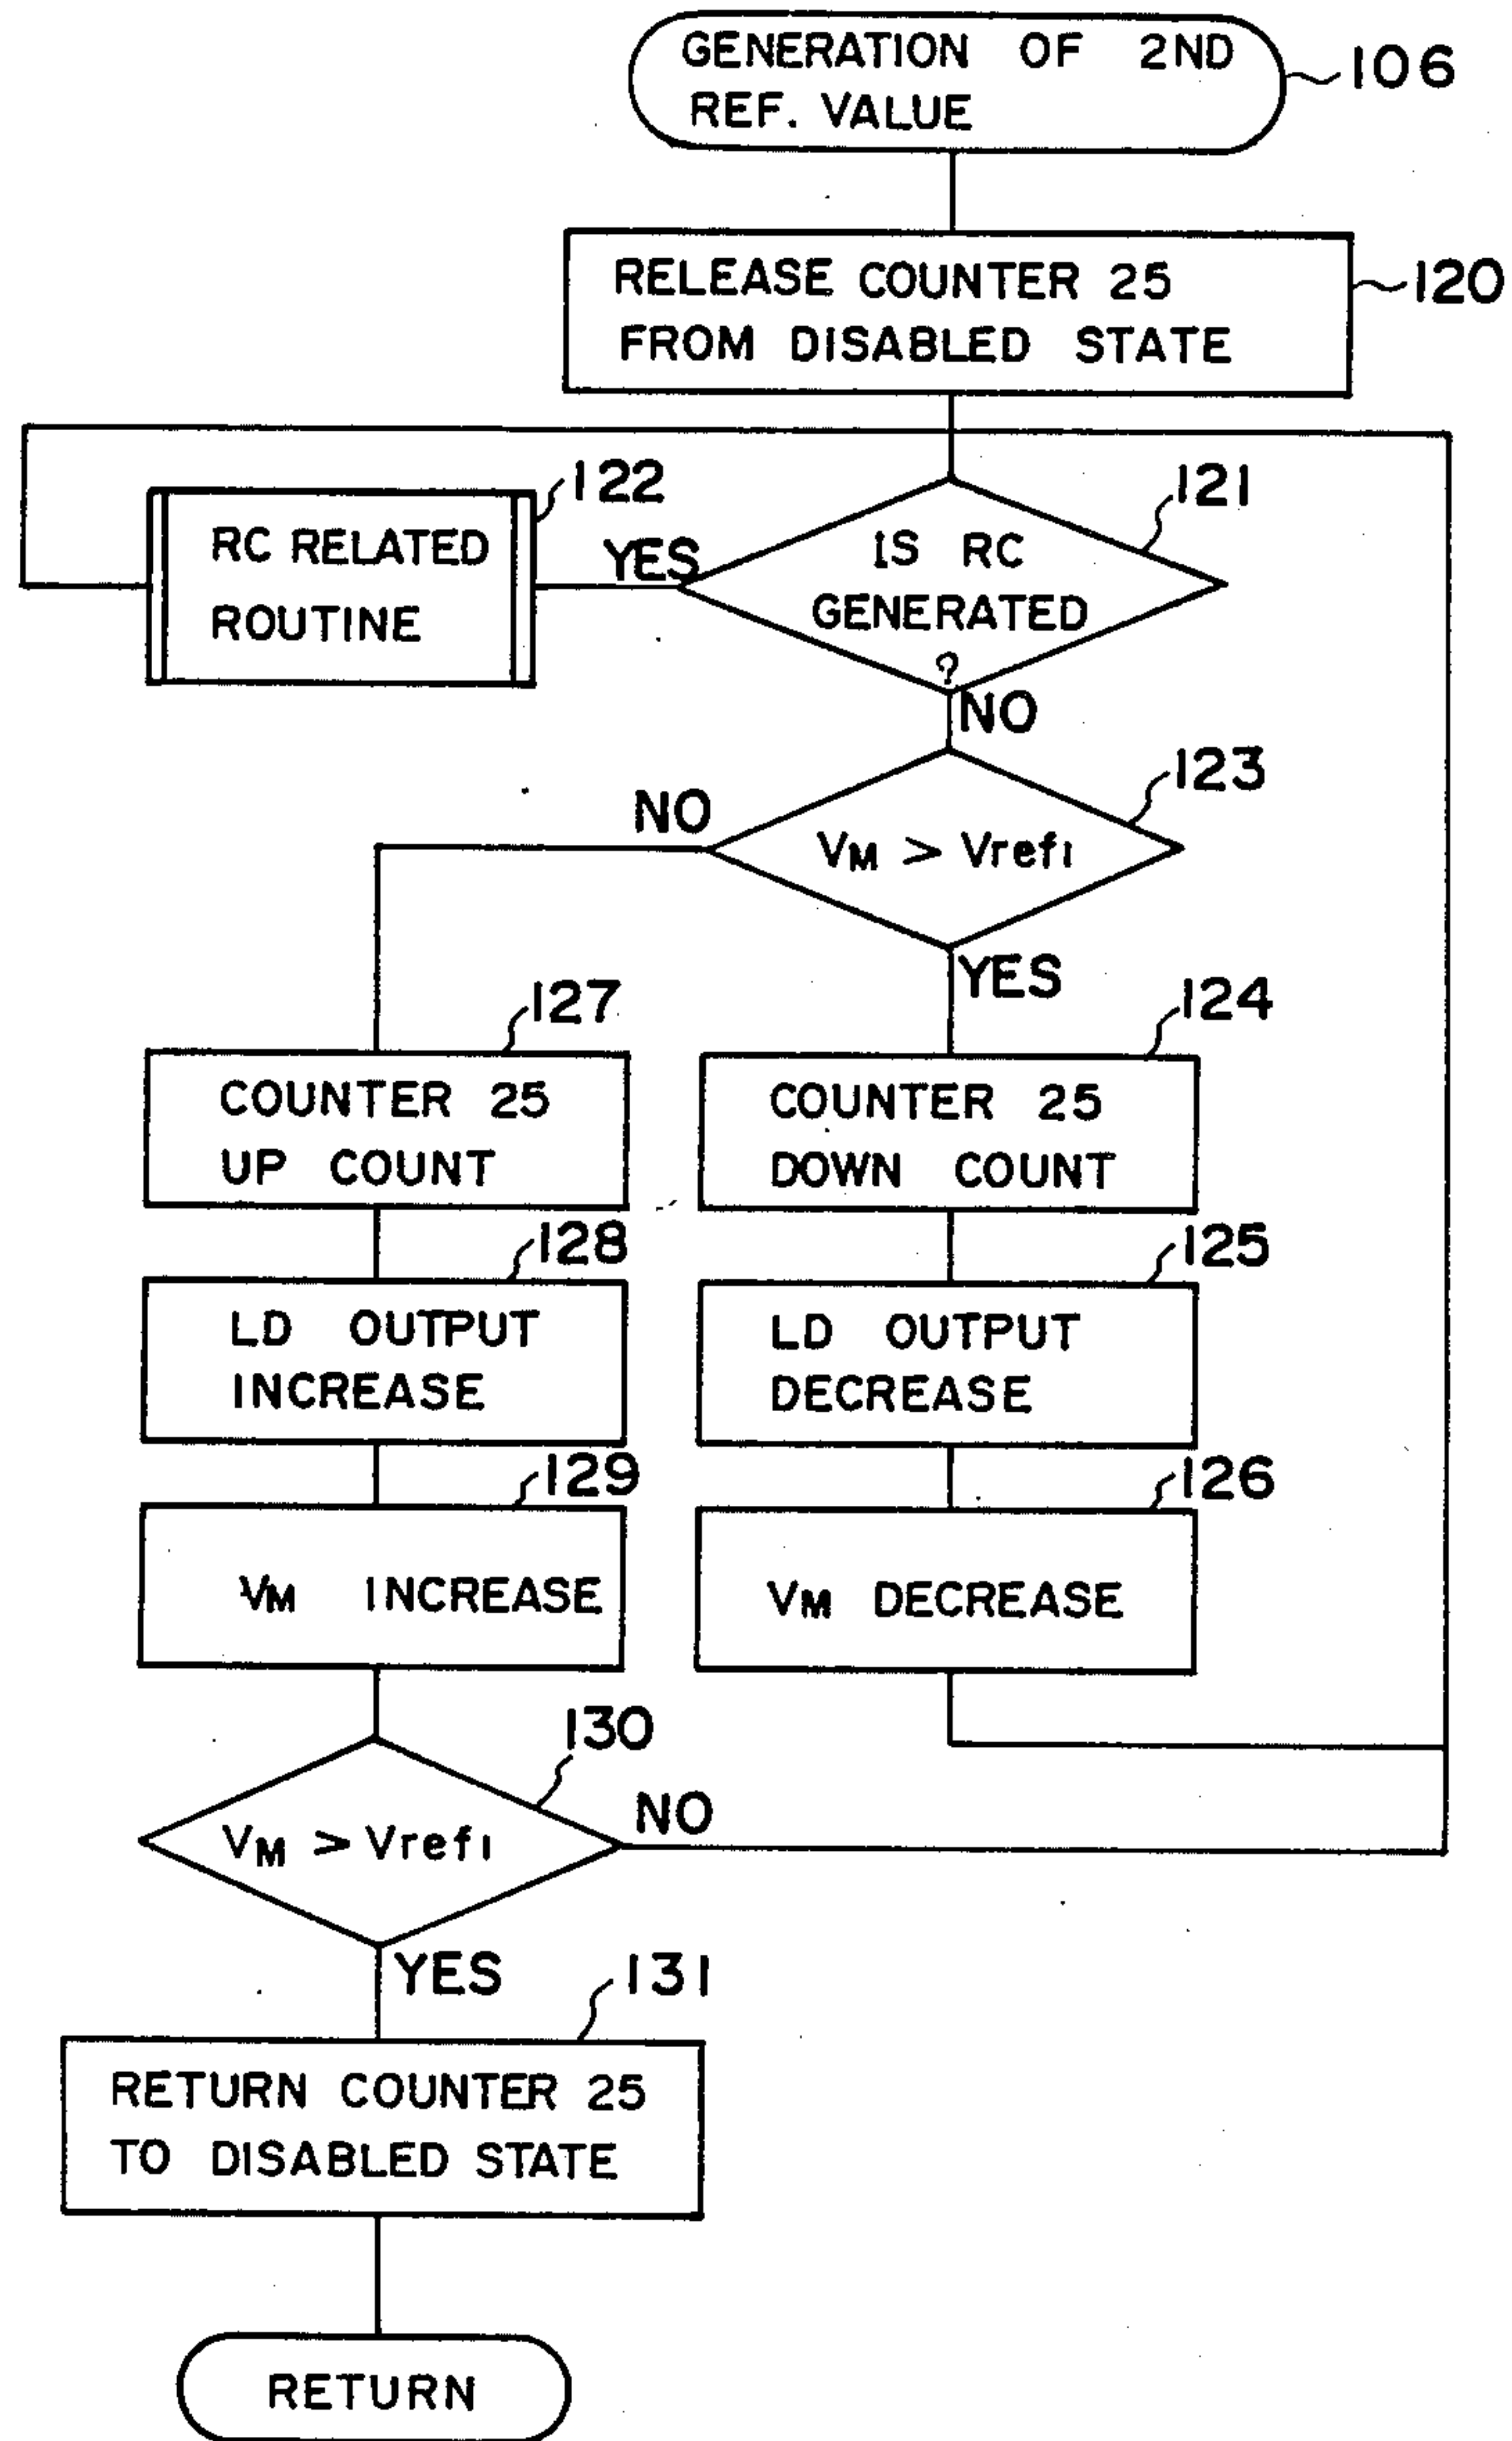 GENERATION OF 2ND
REF. VALUE
106
RELEASE COUNTER 25
FROM DISABLED STATE
120
122
RC RELATED
ROUTINE
YES
121
IS RC
GENERATED
?
NO
123
NO
VM > Vref1
YES
127
COUNTER 25
UP COUNT
124
COUNTER 25
DOWN COUNT
128
LD OUTPUT
INCREASE
125
LD OUTPUT
DECREASE
129
VM INCREASE
126
VM DECREASE
130
VM > Vref1
NO
YES
131
RETURN COUNTER 25
TO DISABLED STATE
RETURN